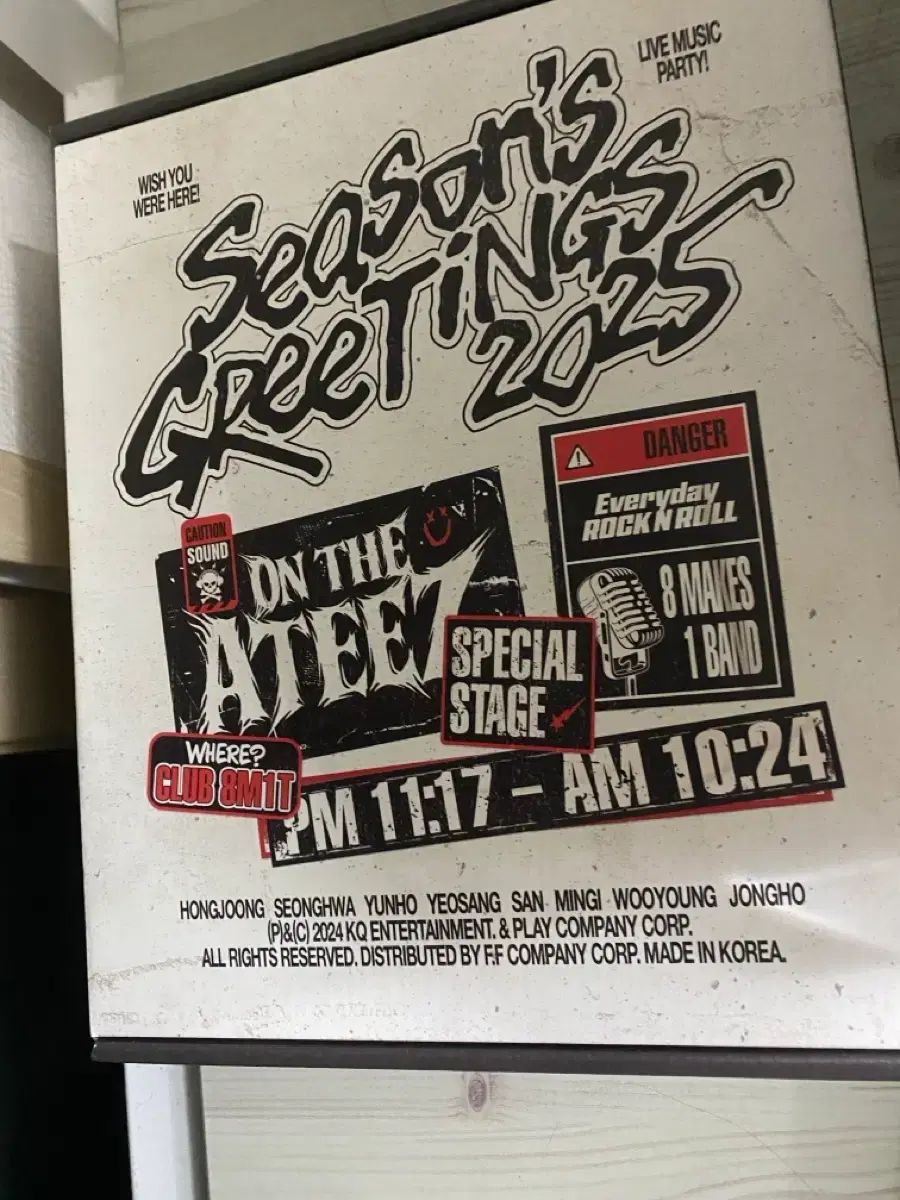 LIVE MUSIC
PARTY!
WISH YOU
WERE HERE!
Season's
GReeTiNGS
2025
DANGER
Everyday
ROCK N ROLL
8 MAKES
1 BAND
CAUTION
SOUND
ON THE
ATEEZ
SPECIAL
STAGE
WHERE?
CLUB 8M1T
PM 11:17 – AM 10:24
HONGJOONG SEONGHWA YUNHO YEOSANG SAN MINGI WOOYOUNG JONGHO
(P)&(C) 2024 KQ ENTERTAINMENT. & PLAY COMPANY CORP.
ALL RIGHTS RESERVED. DISTRIBUTED BY F.F COMPANY CORP. MADE IN KOREA.